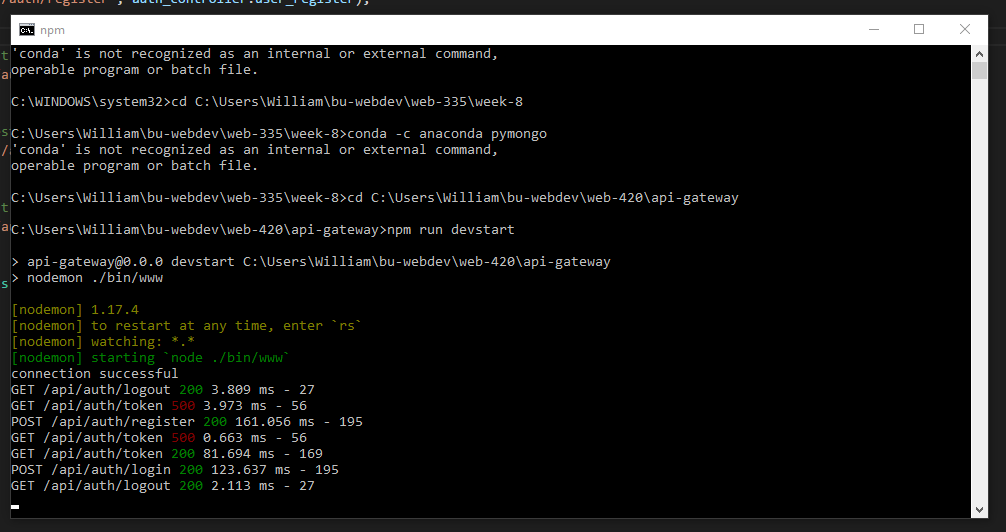 /auth/register', auth_controller.user_register);
npm
'conda' is not recognized as an internal or external command,
operable program or batch file.
C:\WINDOWS\system32>cd C:\Users\William\bu-webdev\web-335\week-8
C:\Users\William\bu-webdev\web-335\week-8>conda -c anaconda pymongo
'conda' is not recognized as an internal or external command,
operable program or batch file.
C:\Users\William\bu-webdev\web-335\week-8>cd C:\Users\William\bu-webdev\web-420\api-gateway
C:\Users\William\bu-webdev\web-420\api-gateway>npm run devstart
> api-gateway@0.0.0 devstart C:\Users\William\bu-webdev\web-420\api-gateway
> nodemon ./bin/www
[nodemon] 1.17.4
[nodemon] to restart at any time, enter `rs`
[nodemon] watching: *.*
[nodemon] starting `node ./bin/www`
connection successful
GET /api/auth/logout 200 3.809 ms - 27
GET /api/auth/token 500 3.973 ms - 56
POST /api/auth/register 200 161.056 ms - 195
GET /api/auth/token 500 0.663 ms - 56
GET /api/auth/token 200 81.694 ms - 169
POST /api/auth/login 200 123.637 ms - 195
GET /api/auth/logout 200 2.113 ms - 27